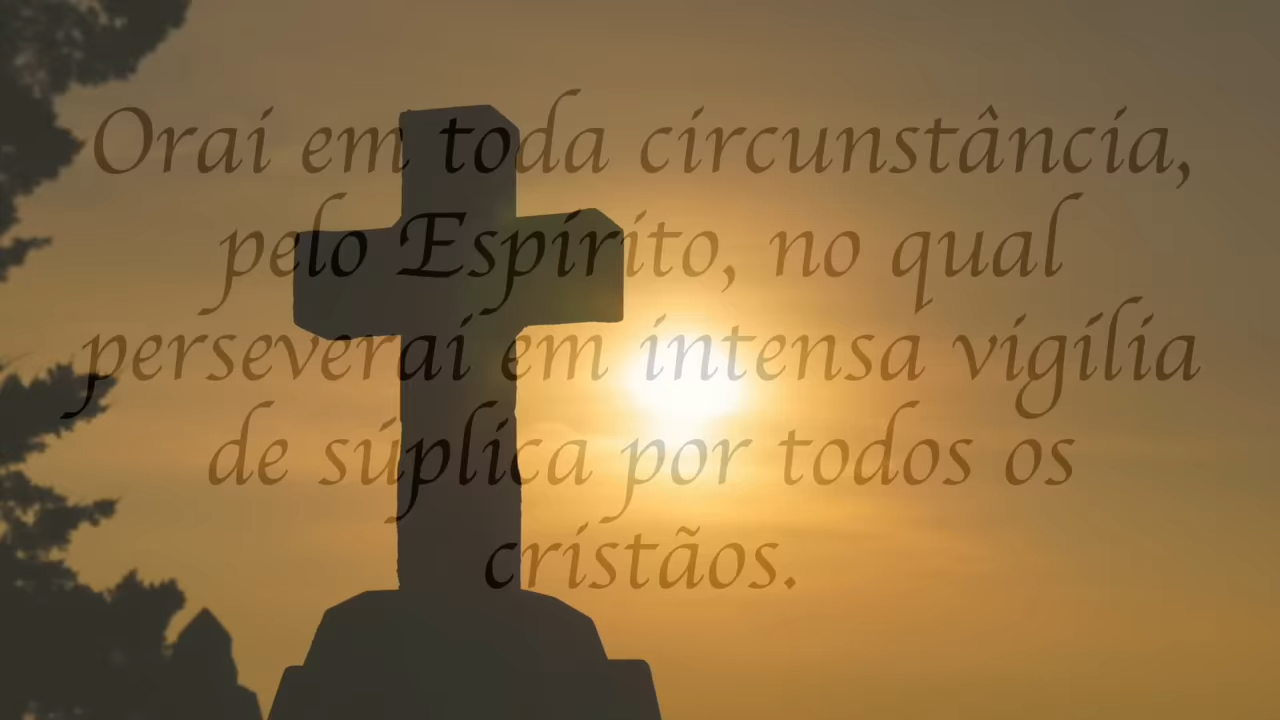 Orai em toda circunstância,
pelo Espírito, no qual
perseverai em intensa vigília
de súplica por todos os
cristãos.